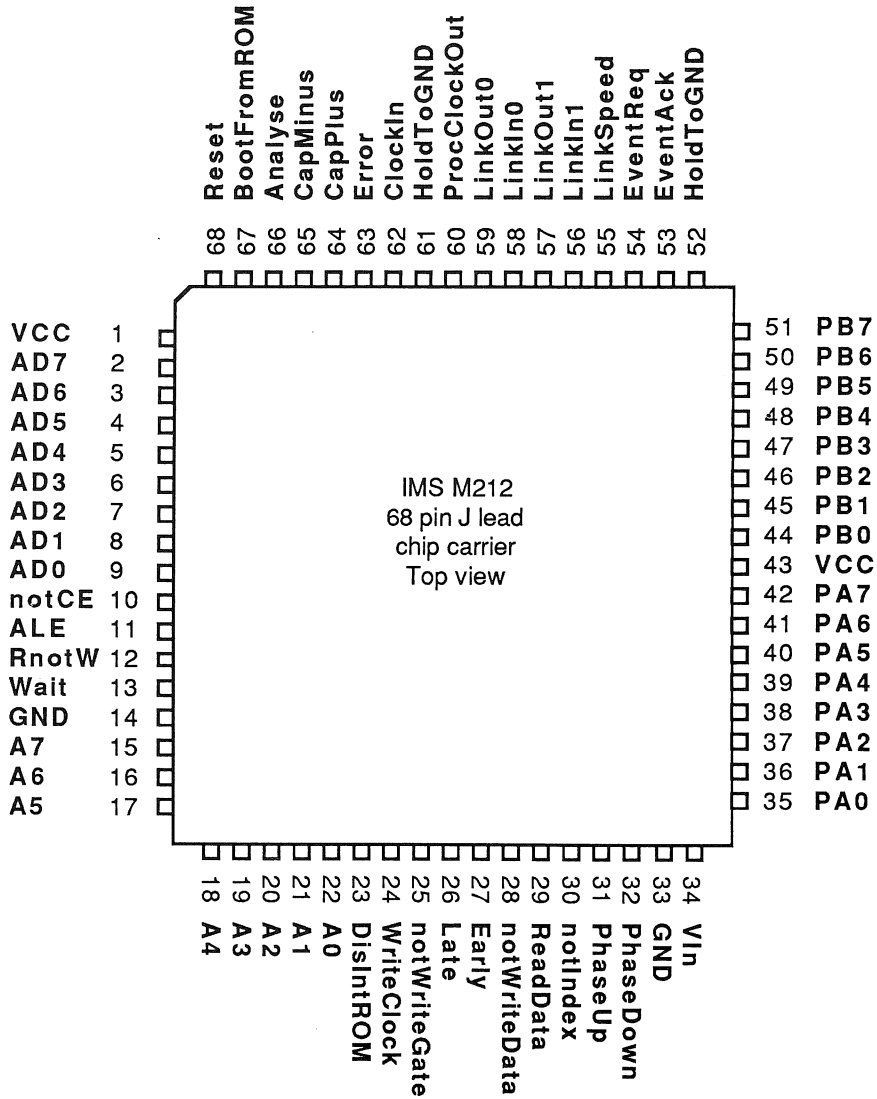 68 Reset
67 BootFromROM
66 Analyse
65 CapMinus
64 CapPlus
63 Error
62 ClockIn
61 HoldToGND
60 ProcClockOut
59 LinkOut0
58 LinkIn0
57 LinkOut1
56 LinkIn1
55 LinkSpeed
54 EventReq
53 EventAck
52 HoldToGND
VCC 1
AD7 2
AD6 3
AD5 4
AD4 5
AD3 6
AD2 7
AD1 8
AD0 9
notCE 10
ALE 11
RnotW 12
Wait 13
GND 14
A7 15
A6 16
A5 17
IMS M212
68 pin J lead
chip carrier
Top view
51 PB7
50 PB6
49 PB5
48 PB4
47 PB3
46 PB2
45 PB1
44 PB0
43 VCC
42 PA7
41 PA6
40 PA5
39 PA4
38 PA3
37 PA2
36 PA1
35 PA0
18 A4
19 A3
20 A2
21 A1
22 A0
23 DisIntROM
24 WriteClock
25 notWriteGate
26 Late
27 Early
28 notWriteData
29 ReadData
30 notIndex
31 PhaseUp
32 PhaseDown
33 GND
34 VIn